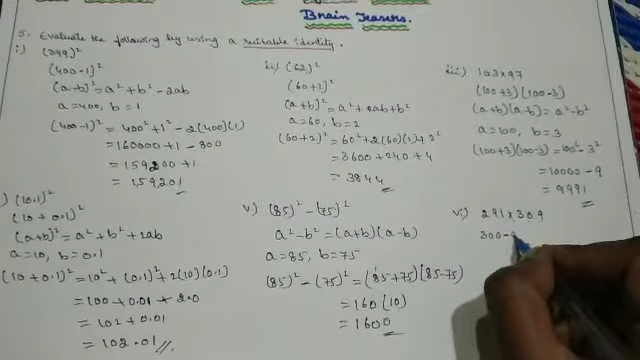 Brain Teasers.
5. Evaluate the following by using a suitable identity.
i) (399)²
(400-1)²
(a-b)² = a² + b² - 2ab
a=400, b=1
(400-1)² = 400² + 1² - 2(400)(1)
= 160000 + 1 - 800
= 159200 + 1
= 1,59,201
ii) (62)²
(60+2)²
(a+b)² = a² + 2ab + b²
a=60, b=2
(60+2)² = 60² + 2(60)(2) + 2²
= 3600 + 240 + 4
= 3844
iii) 103×97
(100+3)(100-3)
(a+b)(a-b) = a² - b²
a=100, b=3
(100+3)(100-3) = 100² - 3²
= 10000 - 9
= 9991
) (10.1)²
(10 + 0.1)²
(a+b)² = a² + b² + 2ab
a=10, b=0.1
(10 + 0.1)² = 10² + (0.1)² + 2(10)(0.1)
= 100 + 0.01 + 2.0
= 102 + 0.01
= 102.01
v) (85)² - (75)²
a² - b² = (a+b)(a-b)
a=85, b=75
(85)² - (75)² = (85+75)(85-75)
= 160(10)
= 1600
vi) 291×309
300-9